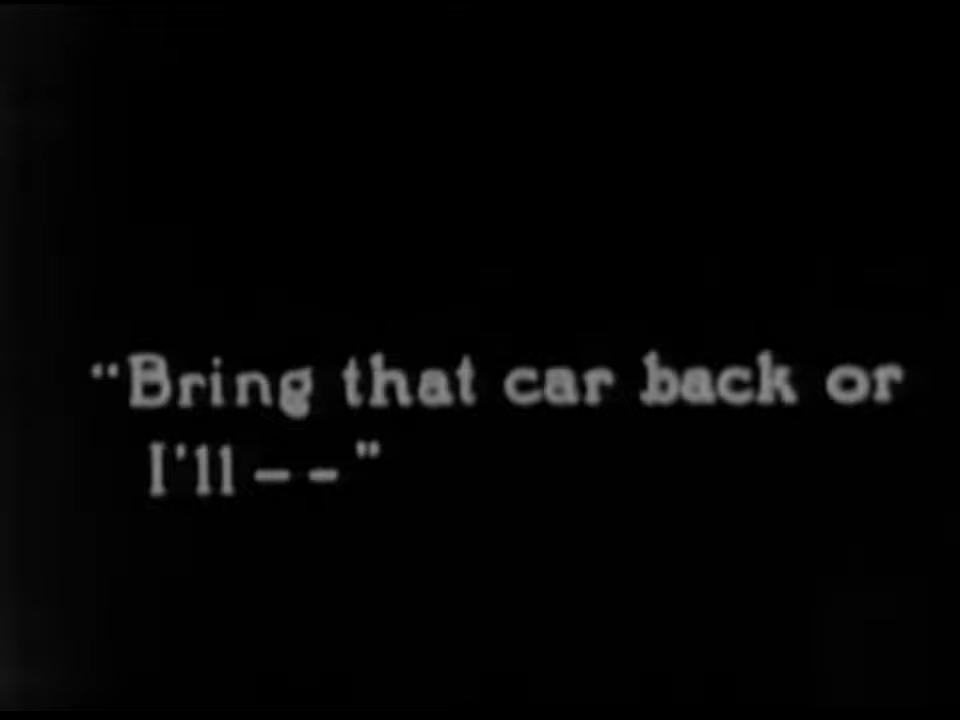 “Bring that car back or
I'll – – ”